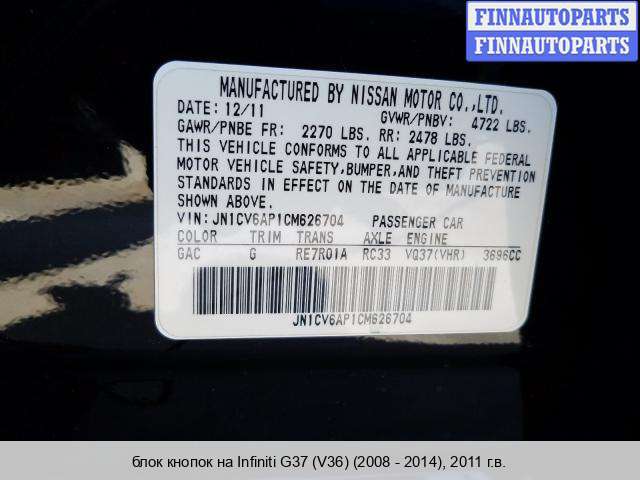 FINNAUTOPARTS
FINNAUTOPARTS
MANUFACTURED BY NISSAN MOTOR CO.,LTD.
DATE: 12/11 GVWR/PNBV: 4722 LBS.
GAWR/PNBE FR: 2270 LBS. RR: 2478 LBS.
THIS VEHICLE CONFORMS TO ALL APPLICABLE FEDERAL
MOTOR VEHICLE SAFETY,BUMPER,AND THEFT PREVENTION
STANDARDS IN EFFECT ON THE DATE OF MANUFACTURE
SHOWN ABOVE.
VIN: JN1CV6AP1CM626704 PASSENGER CAR
COLOR TRIM TRANS AXLE ENGINE
GAC G RE7R01A RC33 VQ37(VHR) 3696CC
JN1CV6AP1CM626704
блок кнопок на Infiniti G37 (V36) (2008 - 2014), 2011 г.в.